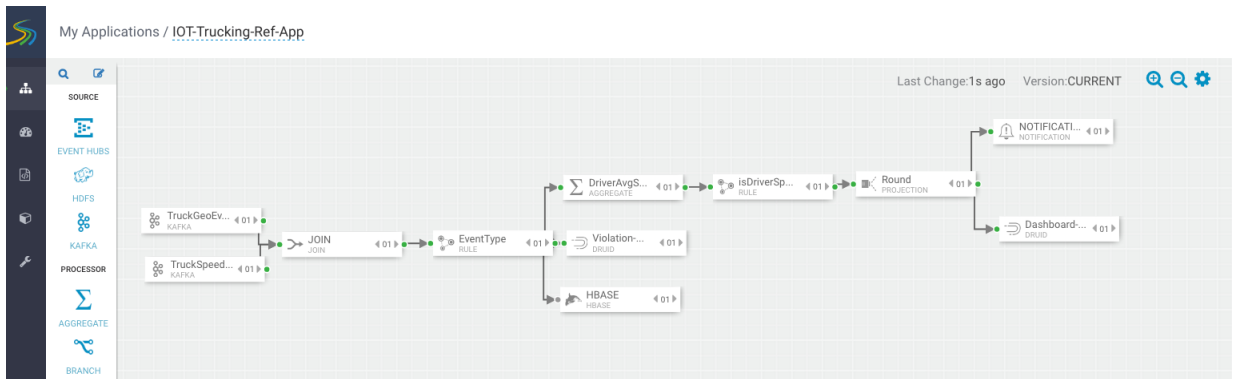 My Applications / IOT-Trucking-Ref-App
Last Change:1s ago Version:CURRENT
SOURCE
EVENT HUBS
HDFS
KAFKA
PROCESSOR
AGGREGATE
BRANCH
TruckGeoEv... 01
KAFKA
TruckSpeed... 01
KAFKA
JOIN 01
JOIN
EventType 01
RULE
DriverAvgS... 01
AGGREGATE
Violation-... 01
DRUID
HBASE 01
HBASE
isDriverSp... 01
RULE
Round 01
PROJECTION
NOTIFICATI... 01
NOTIFICATION
Dashboard-... 01
DRUID